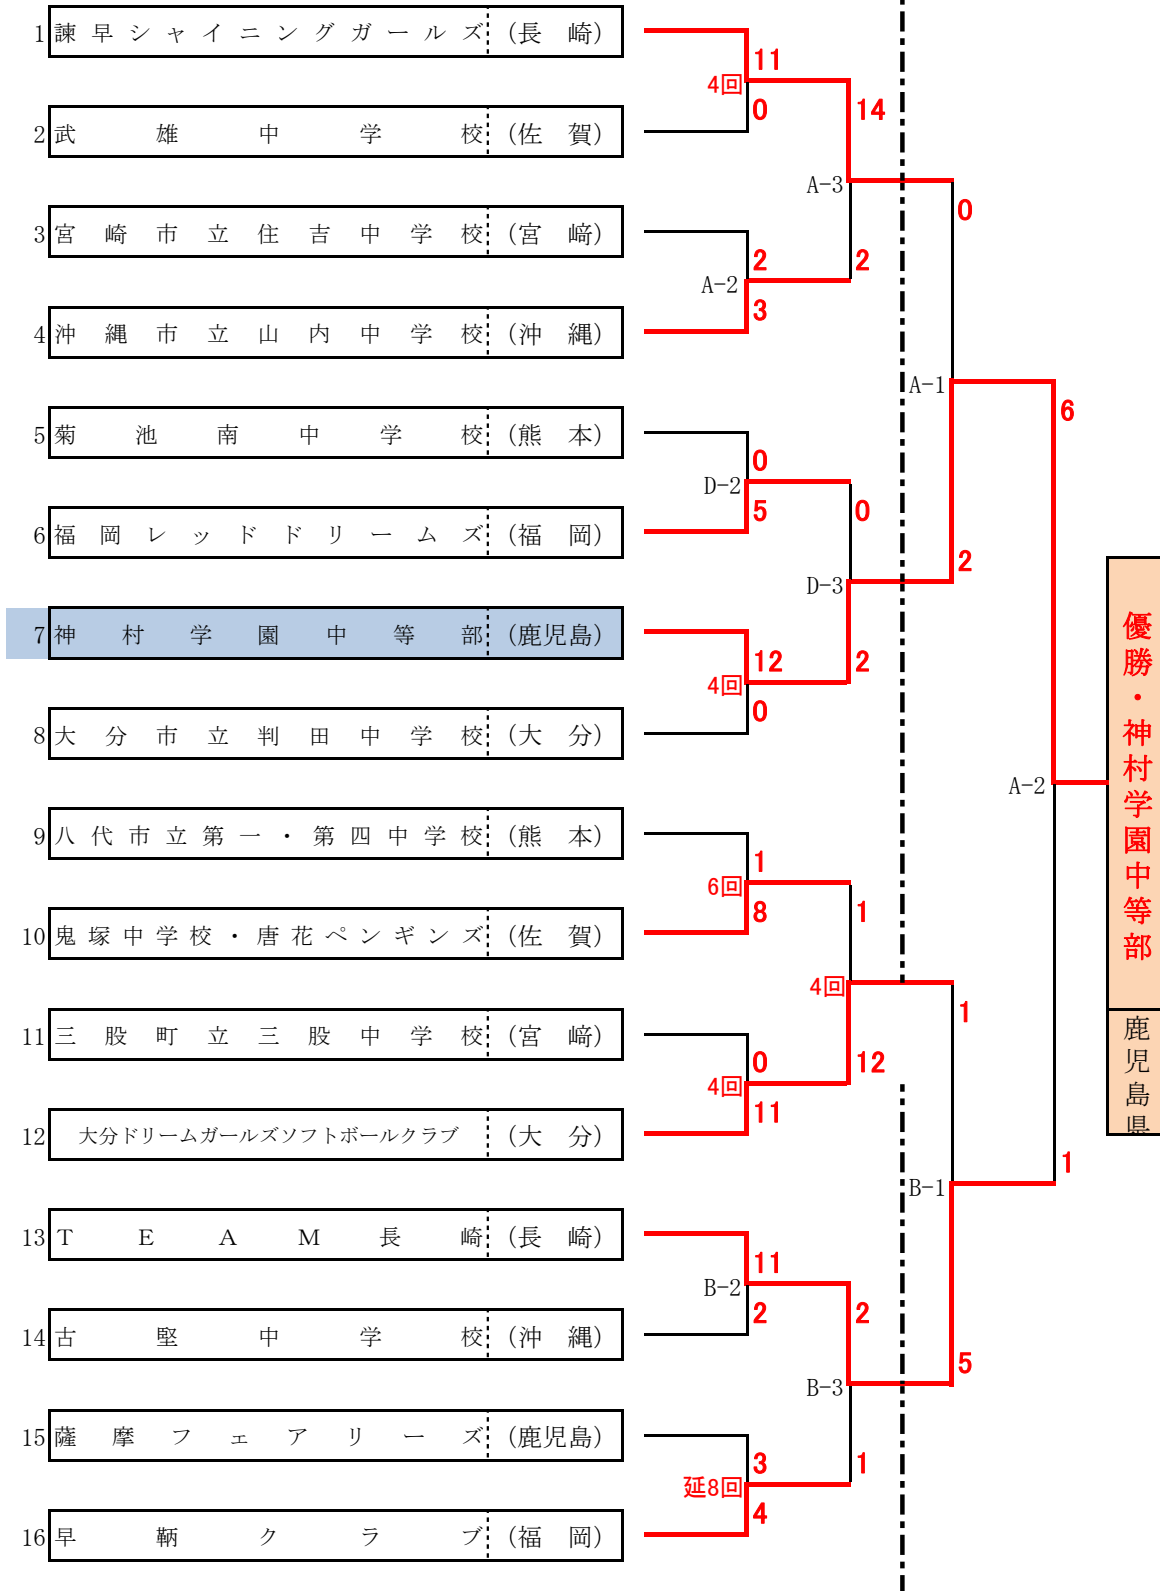 1 諫早シャイニングガールズ （長　崎）
2 武雄中学校 （佐　賀）
3 宮崎市立住吉中学校 （宮　﨑）
4 沖縄市立山内中学校 （沖　縄）
5 菊池南中学校 （熊　本）
6 福岡レッドドリームズ （福　岡）
7 神村学園中等部 （鹿児島）
8 大分市立判田中学校 （大　分）
9 八代市立第一・第四中学校 （熊　本）
10 鬼塚中学校・唐花ペンギンズ （佐　賀）
11 三股町立三股中学校 （宮　﨑）
12 大分ドリームガールズソフトボールクラブ （大　分）
13 ＴＥＡＭ長崎 （長　崎）
14 古堅中学校 （沖　縄）
15 薩摩フェアリーズ （鹿児島）
16 早鞆クラブ （福　岡）
11
4回
0
2
A-2
3
0
D-2
5
12
4回
0
1
6回
8
0
4回
11
11
B-2
2
3
延8回
4
14
A-3
2
0
D-3
2
1
4回
12
2
B-3
1
0
A-1
2
1
B-1
5
6
A-2
1
優勝・神村学園中等部
鹿児島県